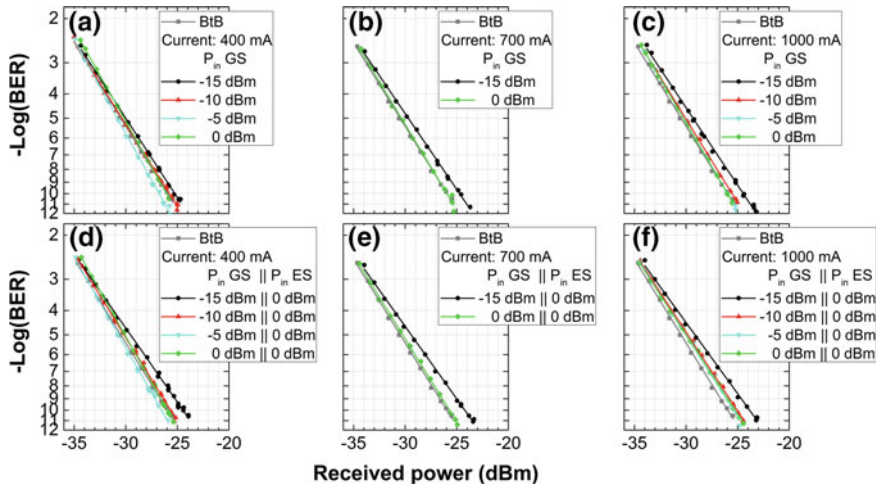 (a)
BtB
Current: 400 mA
P_in GS
-15 dBm
-10 dBm
-5 dBm
0 dBm
(b)
BtB
Current: 700 mA
P_in GS
-15 dBm
0 dBm
(c)
BtB
Current: 1000 mA
P_in GS
-15 dBm
-10 dBm
-5 dBm
0 dBm
-Log(BER)
2
3
4
5
6
7
8
10
11
12
(d)
BtB
Current: 400 mA
P_in GS || P_in ES
-15 dBm || 0 dBm
-10 dBm || 0 dBm
-5 dBm || 0 dBm
0 dBm || 0 dBm
(e)
BtB
Current: 700 mA
P_in GS || P_in ES
-15 dBm || 0 dBm
0 dBm || 0 dBm
(f)
BtB
Current: 1000 mA
P_in GS || P_in ES
-15 dBm || 0 dBm
-10 dBm || 0 dBm
-5 dBm || 0 dBm
0 dBm || 0 dBm
-Log(BER)
2
3
4
5
6
7
8
10
11
12
-35 -30 -25 -20
-35 -30 -25 -20
-35 -30 -25 -20
Received power (dBm)